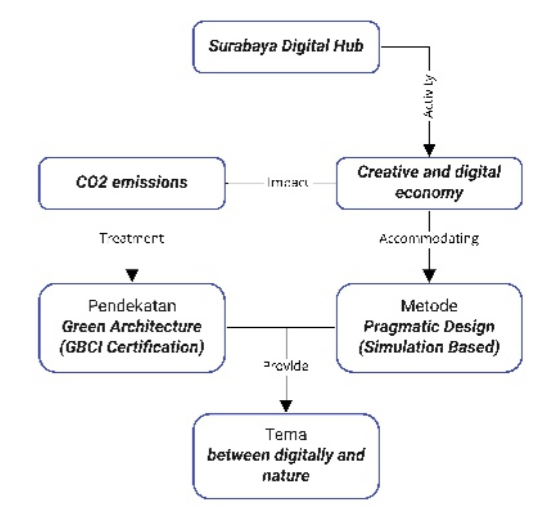 Surabaya Digital Hub
Activity
CO2 emissions
Impact
Creative and digital
economy
Treatment
Accommodating
Pendekatan
Green Architecture
(GBCI Certification)
Metode
Pragmatic Design
(Simulation Based)
Provide
Tema
between digitally and
nature